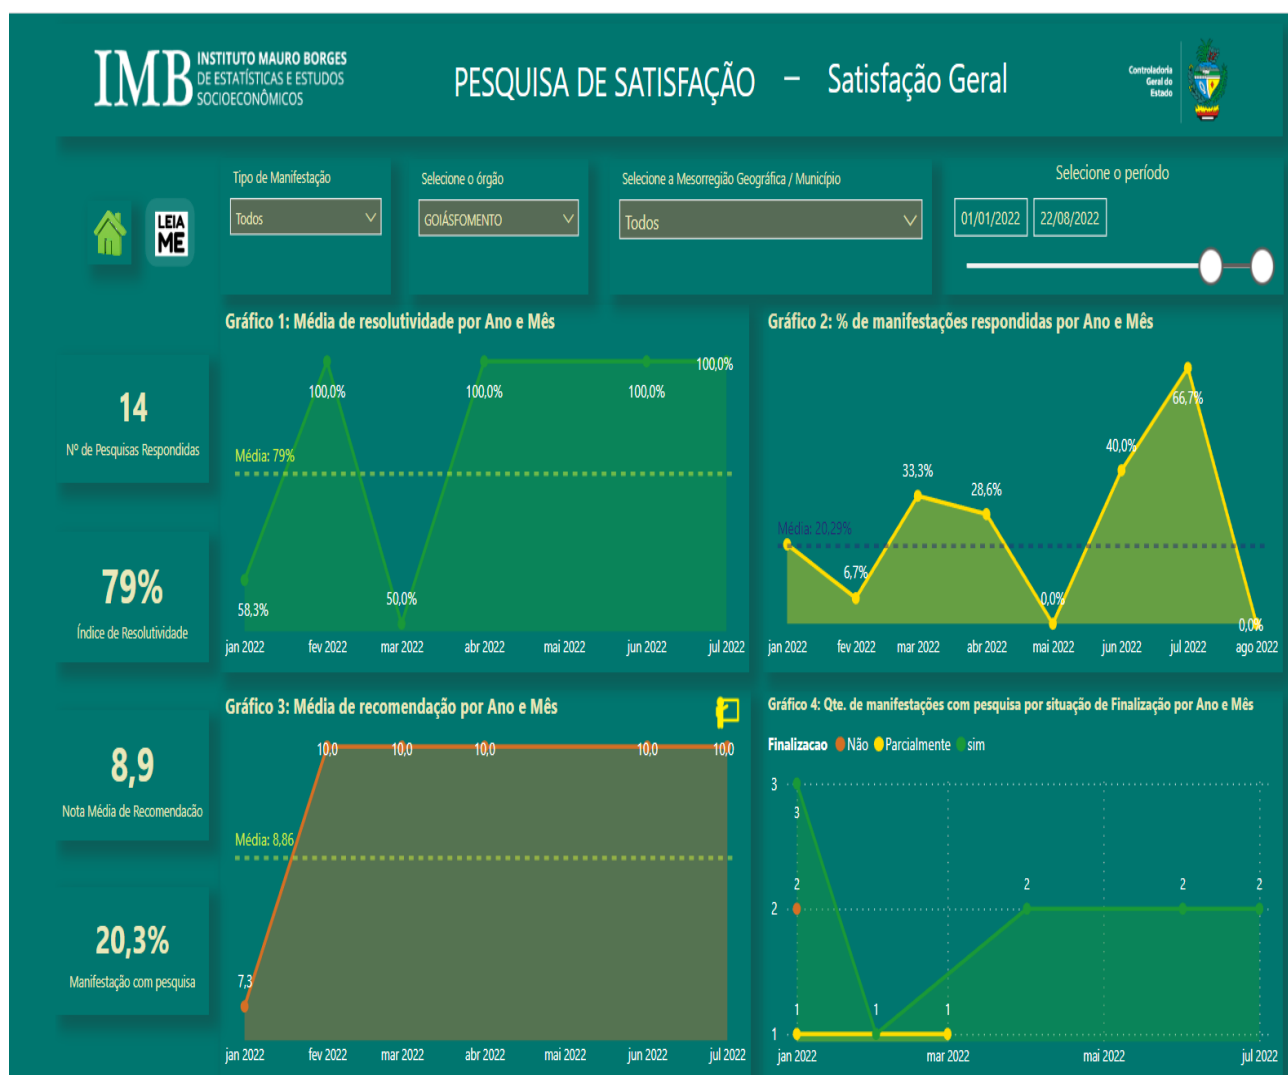 IMB
INSTITUTO MAURO BORGES
DE ESTATÍSTICAS E ESTUDOS
SOCIOECONÔMICOS
PESQUISA DE SATISFAÇÃO – Satisfação Geral
Controladoria
Geral do
Estado
LEIA
ME
Tipo de Manifestação
Todos
Selecione o órgão
GOIÁSFOMENTO
Selecione a Mesorregião Geográfica / Município
Todos
Selecione o período
01/01/2022 22/08/2022
14
Nº de Pesquisas Respondidas
79%
Índice de Resolutividade
8,9
Nota Média de Recomendacão
20,3%
Manifestação com pesquisa
Gráfico 1: Média de resolutividade por Ano e Mês
100,0% 100,0% 100,0% 100,0%
Média: 79%
58,3% 50,0%
jan 2022 fev 2022 mar 2022 abr 2022 mai 2022 jun 2022 jul 2022
Gráfico 2: % de manifestações respondidas por Ano e Mês
66,7%
40,0%
33,3%
28,6%
Média: 20,29%
6,7%
0,0%
0,0%
jan 2022 fev 2022 mar 2022 abr 2022 mai 2022 jun 2022 jul 2022 ago 2022
Gráfico 3: Média de recomendação por Ano e Mês
10,0 10,0 10,0 10,0 10,0
Média: 8,86
7,3
jan 2022 fev 2022 mar 2022 abr 2022 mai 2022 jun 2022 jul 2022
Gráfico 4: Qte. de manifestações com pesquisa por situação de Finalização por Ano e Mês
Finalizacao Não Parcialmente sim
3
3
2 2 2 2
2
1 1 1
1
jan 2022 mar 2022 mai 2022 jul 2022